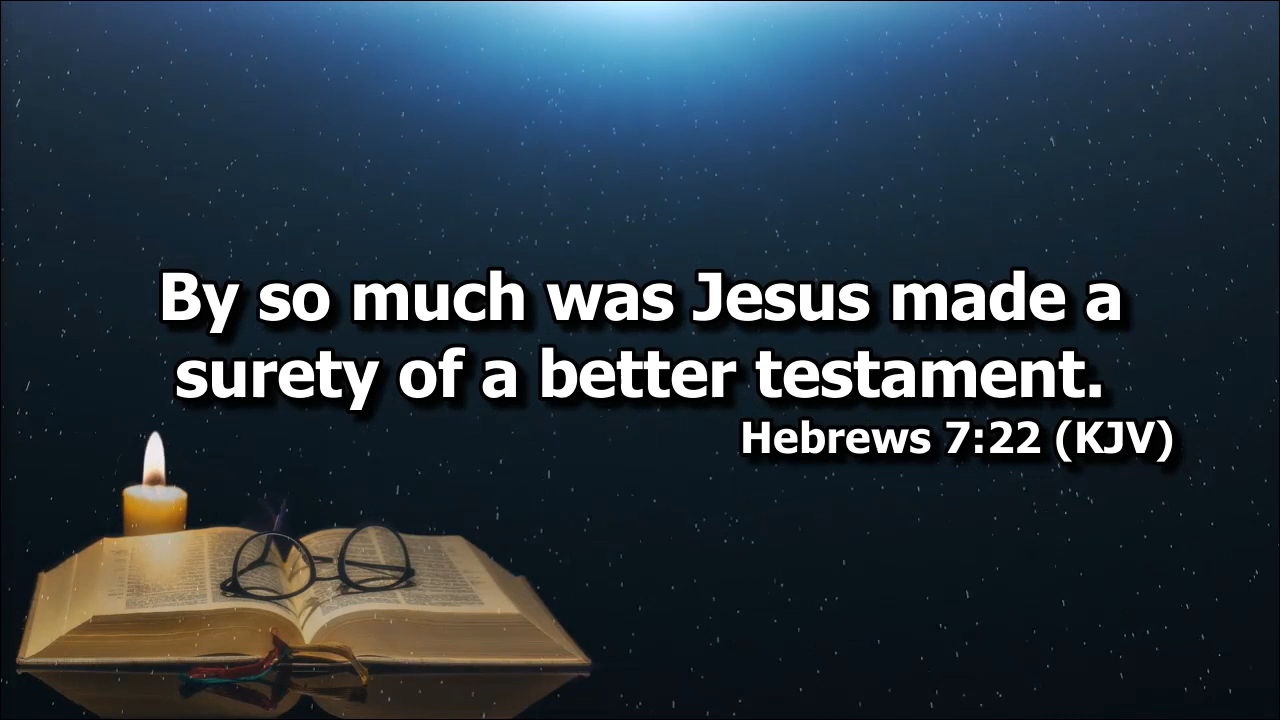 By so much was Jesus made a
surety of a better testament.
Hebrews 7:22 (KJV)